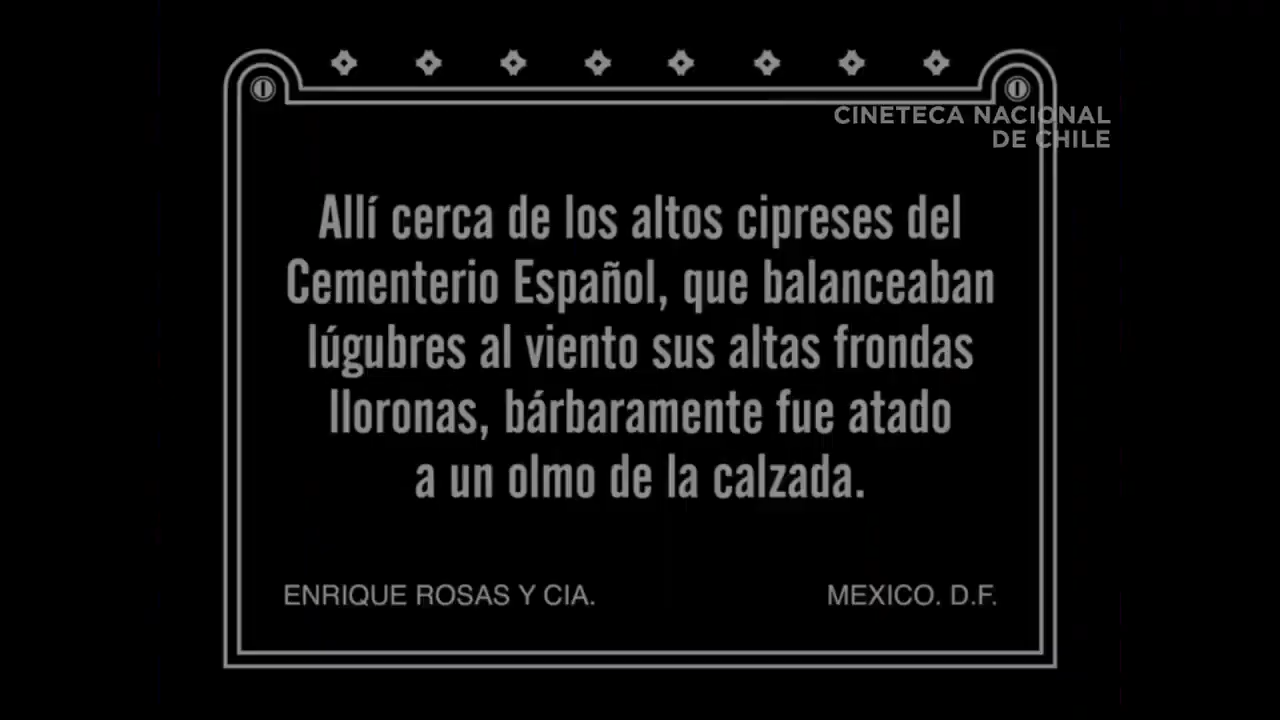 CINETECA NACIONAL
DE CHILE
Allí cerca de los altos cipreses del
Cementerio Español, que balanceaban
lúgubres al viento sus altas frondas
lloronas, bárbaramente fue atado
a un olmo de la calzada.
ENRIQUE ROSAS Y CIA.
MEXICO. D.F.